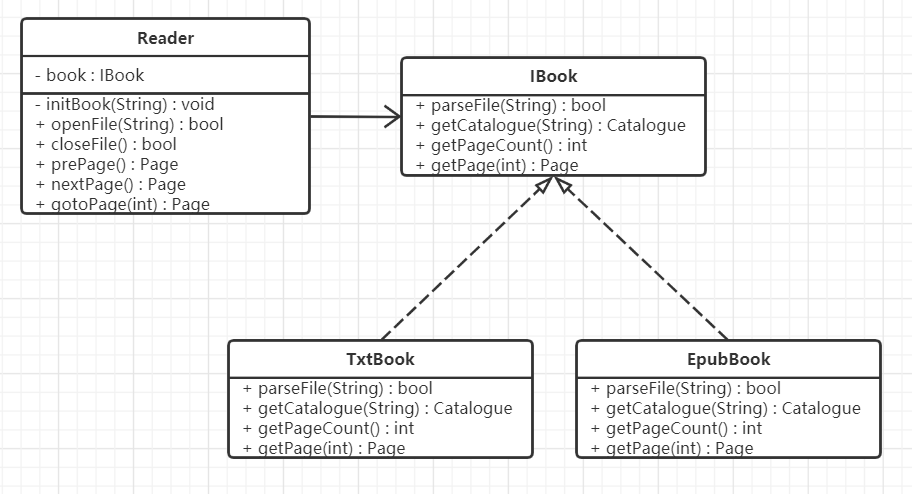 Reader
- book : IBook
- initBook(String) : void
+ openFile(String) : bool
+ closeFile() : bool
+ prePage() : Page
+ nextPage() : Page
+ gotoPage(int) : Page
IBook
+ parseFile(String) : bool
+ getCatalogue(String) : Catalogue
+ getPageCount() : int
+ getPage(int) : Page
TxtBook
+ parseFile(String) : bool
+ getCatalogue(String) : Catalogue
+ getPageCount() : int
+ getPage(int) : Page
EpubBook
+ parseFile(String) : bool
+ getCatalogue(String) : Catalogue
+ getPageCount() : int
+ getPage(int) : Page